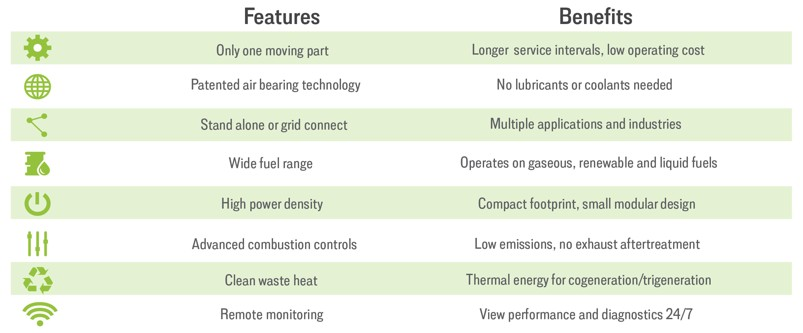 Features Benefits
Only one moving part Longer service intervals, low operating cost
Patented air bearing technology No lubricants or coolants needed
Stand alone or grid connect Multiple applications and industries
Wide fuel range Operates on gaseous, renewable and liquid fuels
High power density Compact footprint, small modular design
Advanced combustion controls Low emissions, no exhaust aftertreatment
Clean waste heat Thermal energy for cogeneration/trigeneration
Remote monitoring View performance and diagnostics 24/7